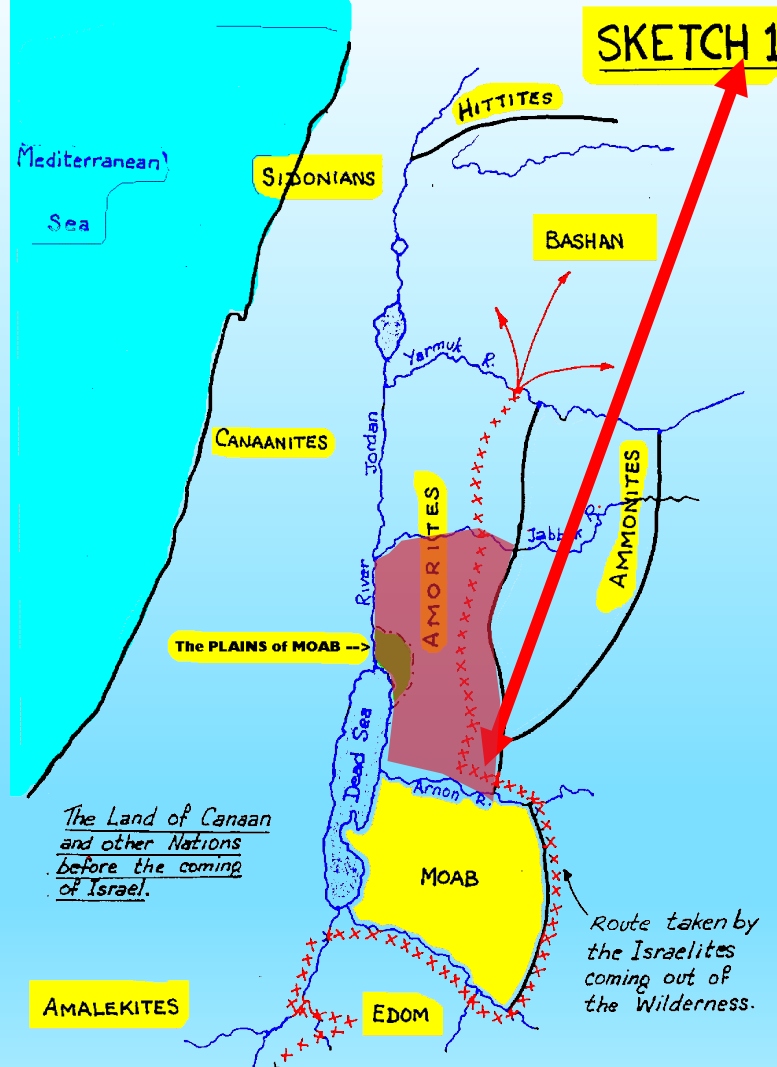 SKETCH 1
HITTITES
Mediterranean
Sea
SIDONIANS
BASHAN
Yarmuk R.
CANAANITES
Jordan
River
AMORITES
AMMONITES
Jabbok R.
The PLAINS of MOAB -->
Dead Sea
Arnon R.
The Land of Canaan
and other Nations
before the coming
of Israel.
MOAB
Route taken by
the Israelites
coming out of
the Wilderness.
AMALEKITES
EDOM